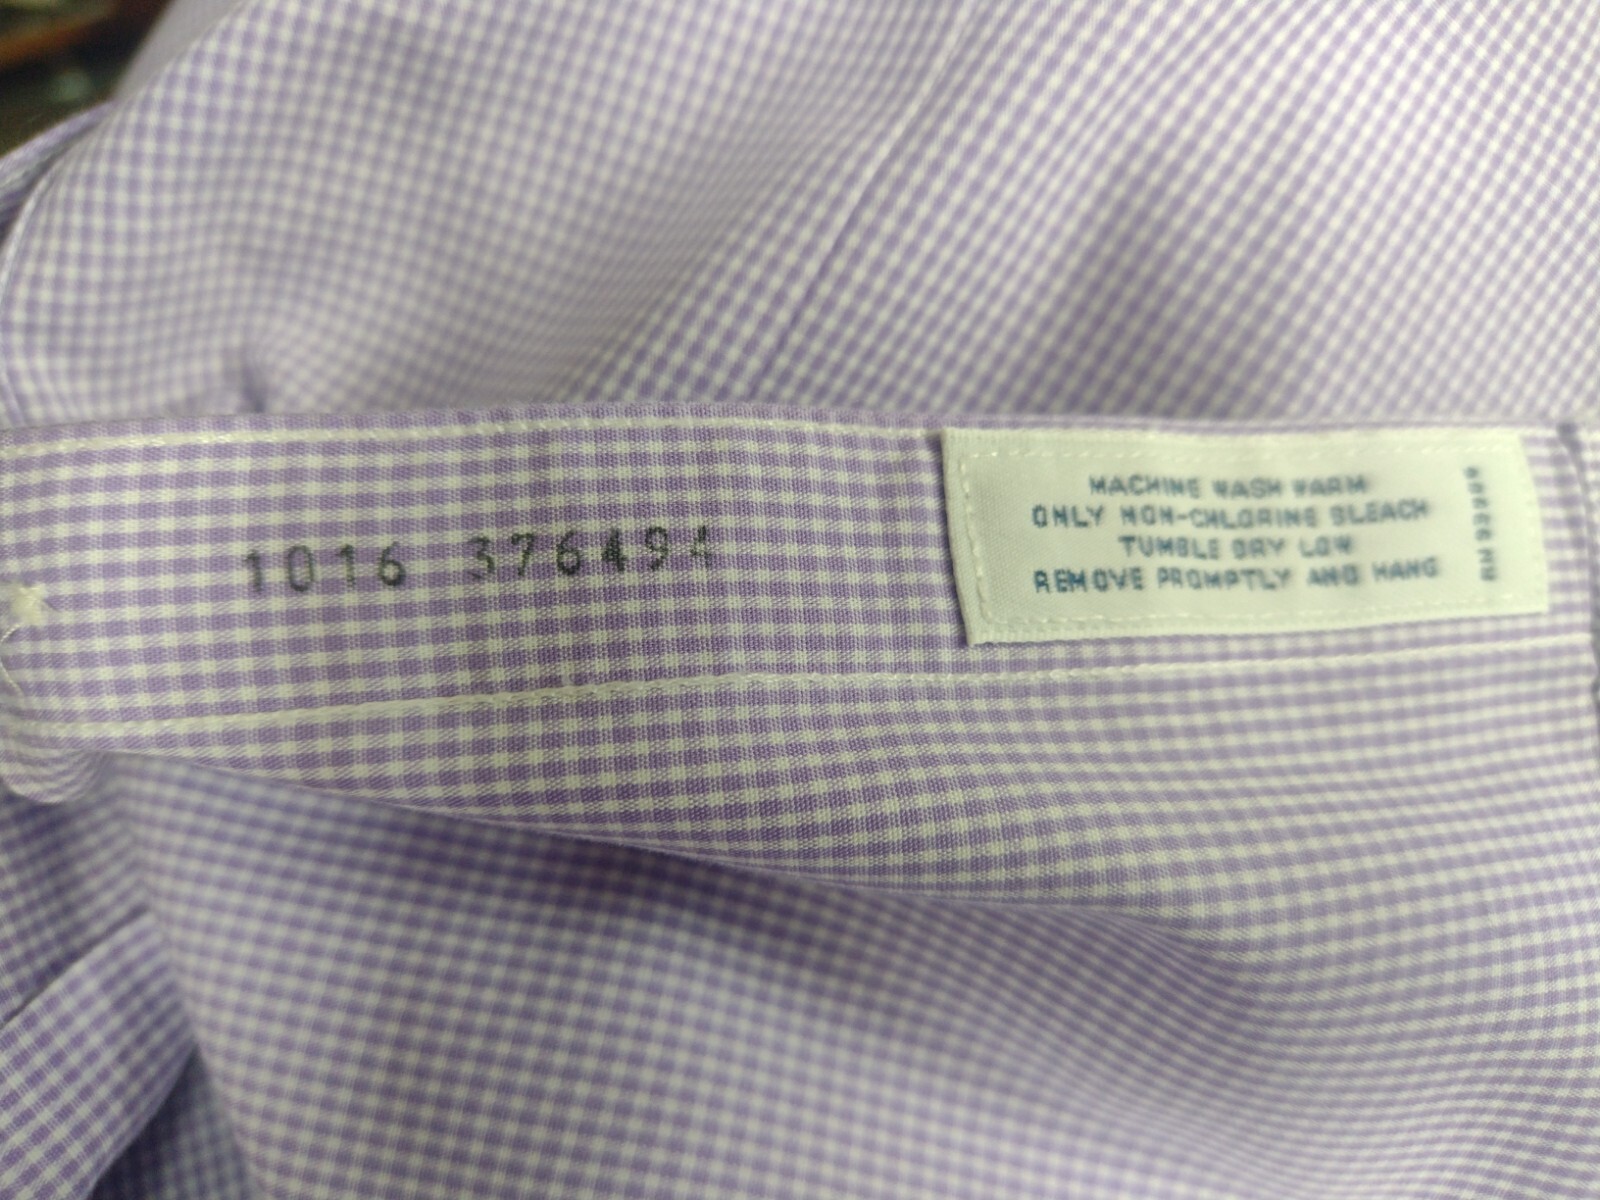 1016 376494
MACHINE WASH WARM
ONLY NON-CHLORINE BLEACH
TUMBLE DRY LOW
REMOVE PROMPTLY AND HANG